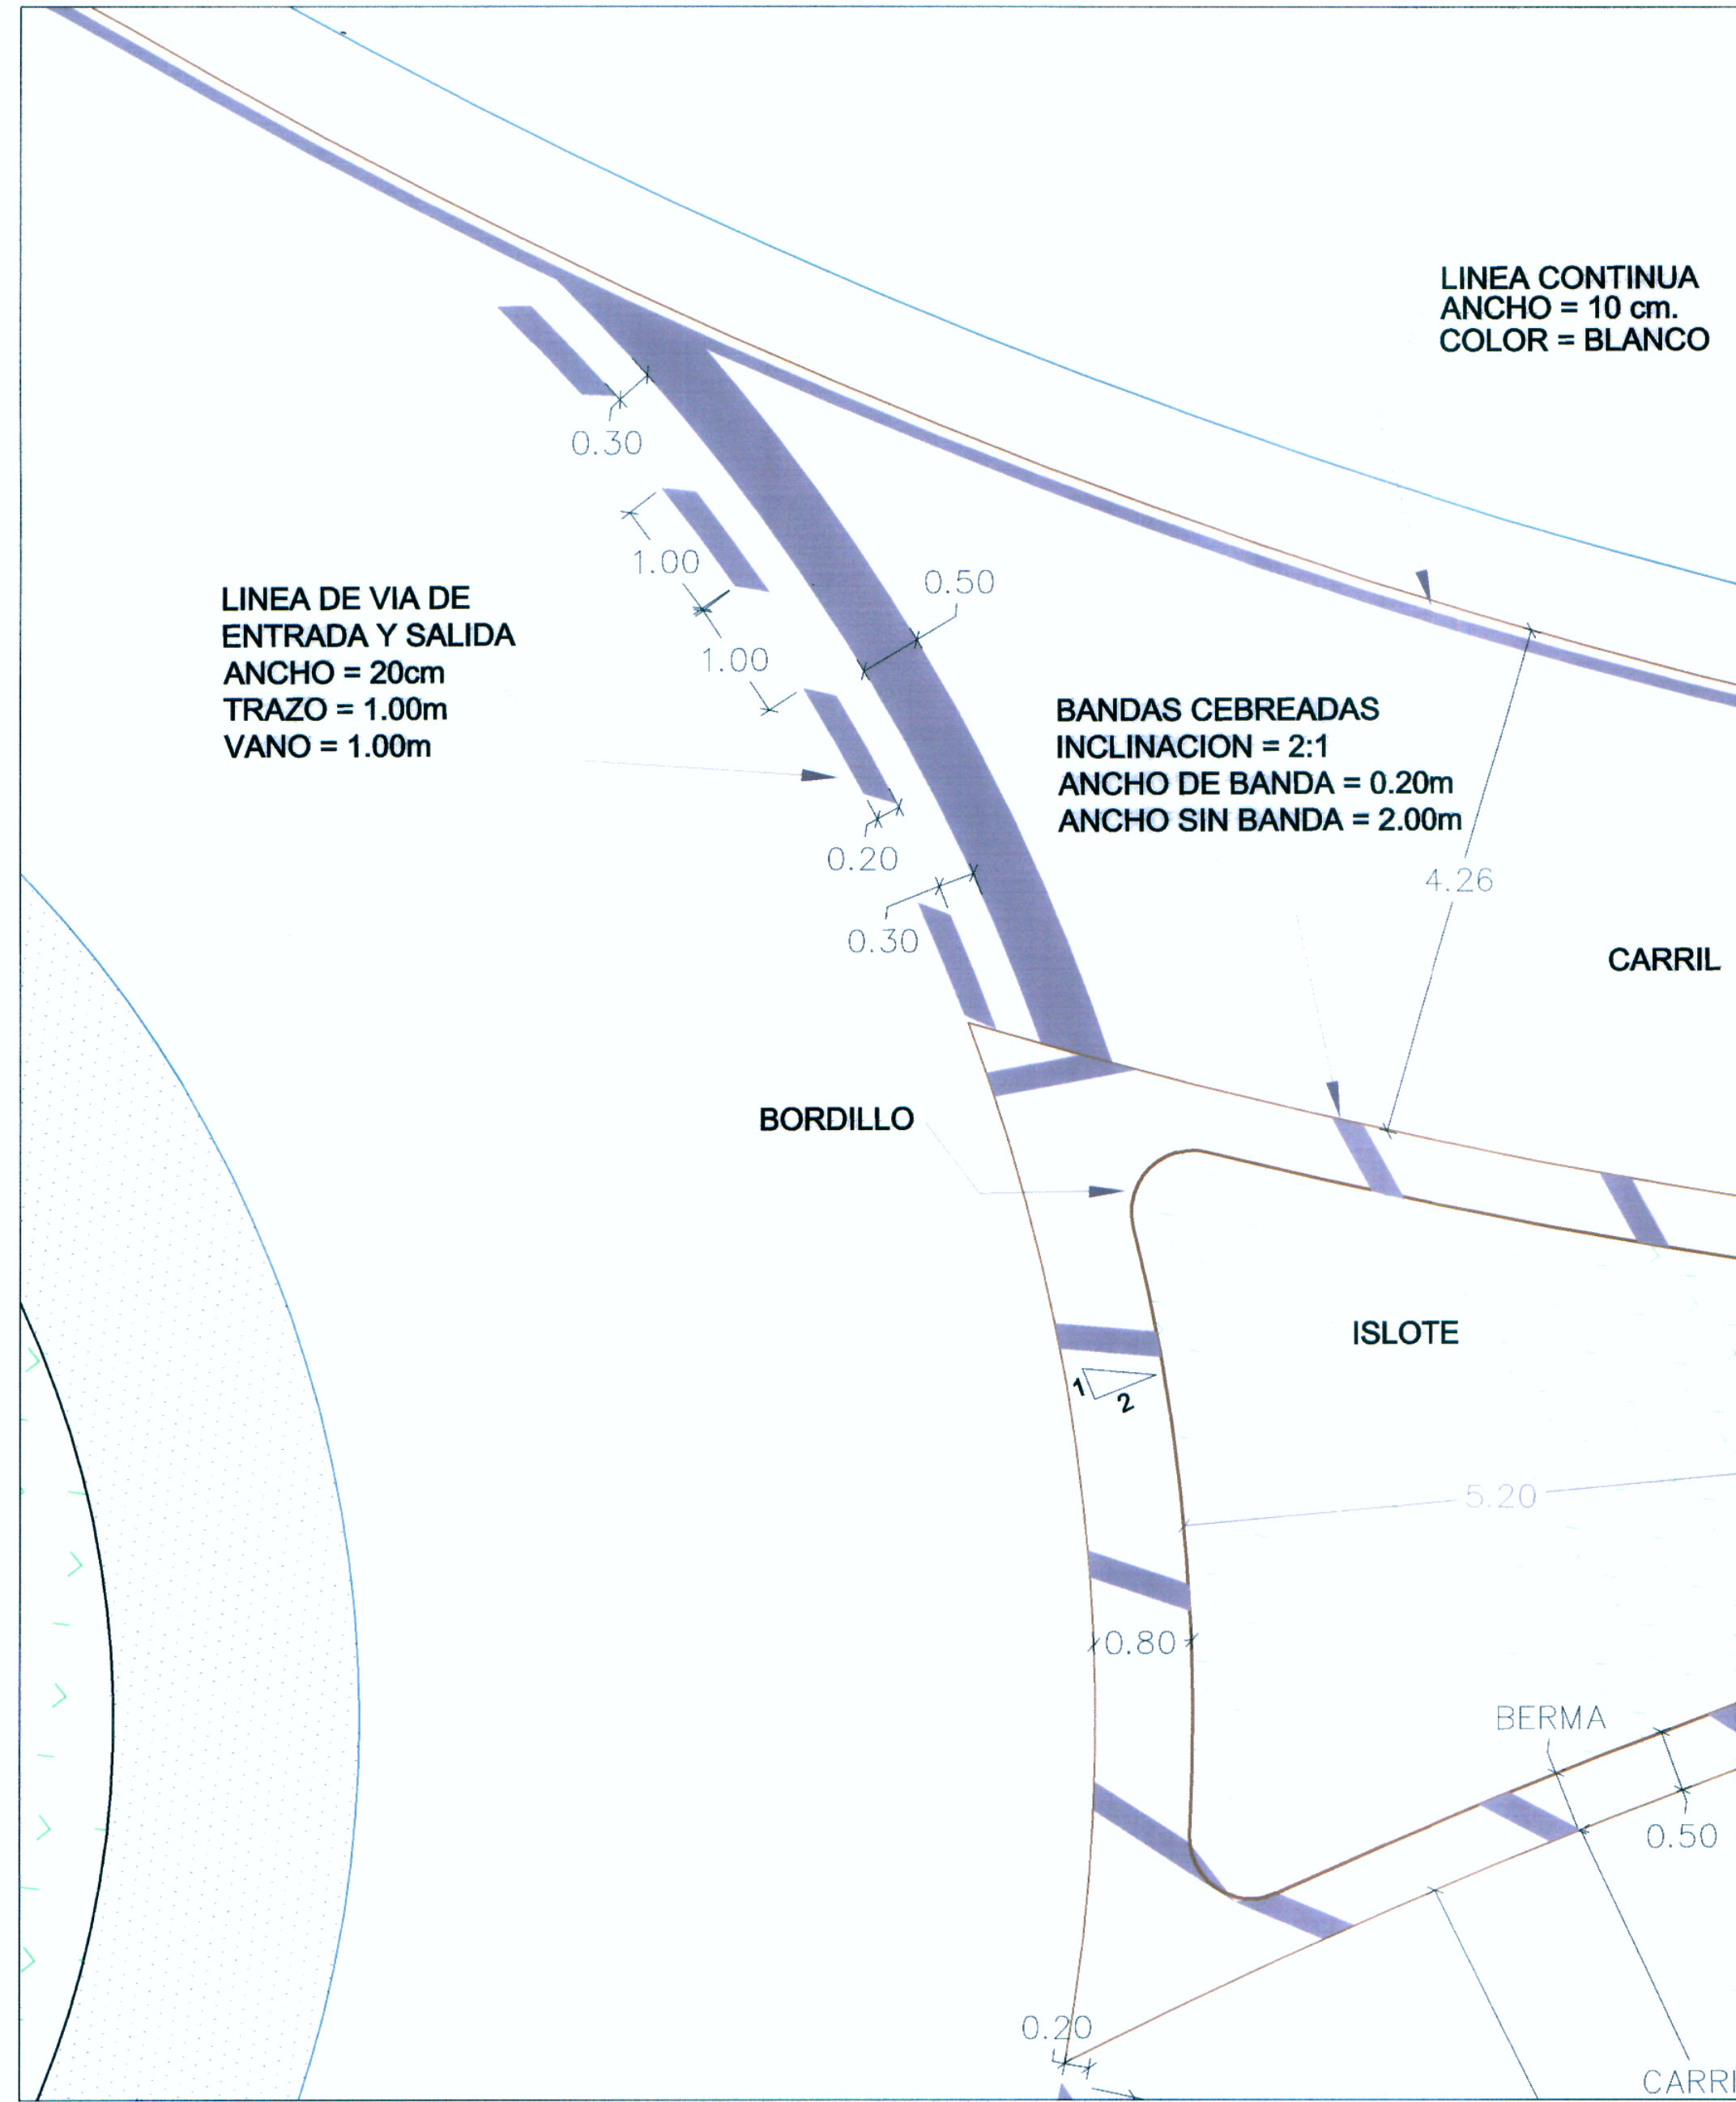 LINEA CONTINUA
ANCHO = 10 cm.
COLOR = BLANCO
0.30
1.00
0.50
LINEA DE VIA DE
ENTRADA Y SALIDA
ANCHO = 20cm
TRAZO = 1.00m
VANO = 1.00m
1.00
BANDAS CEBREADAS
INCLINACION = 2:1
ANCHO DE BANDA = 0.20m
ANCHO SIN BANDA = 2.00m
0.20
4.26
0.30
CARRIL
BORDILLO
ISLOTE
1
2
5.20
0.80
BERMA
0.50
0.20
CARRI